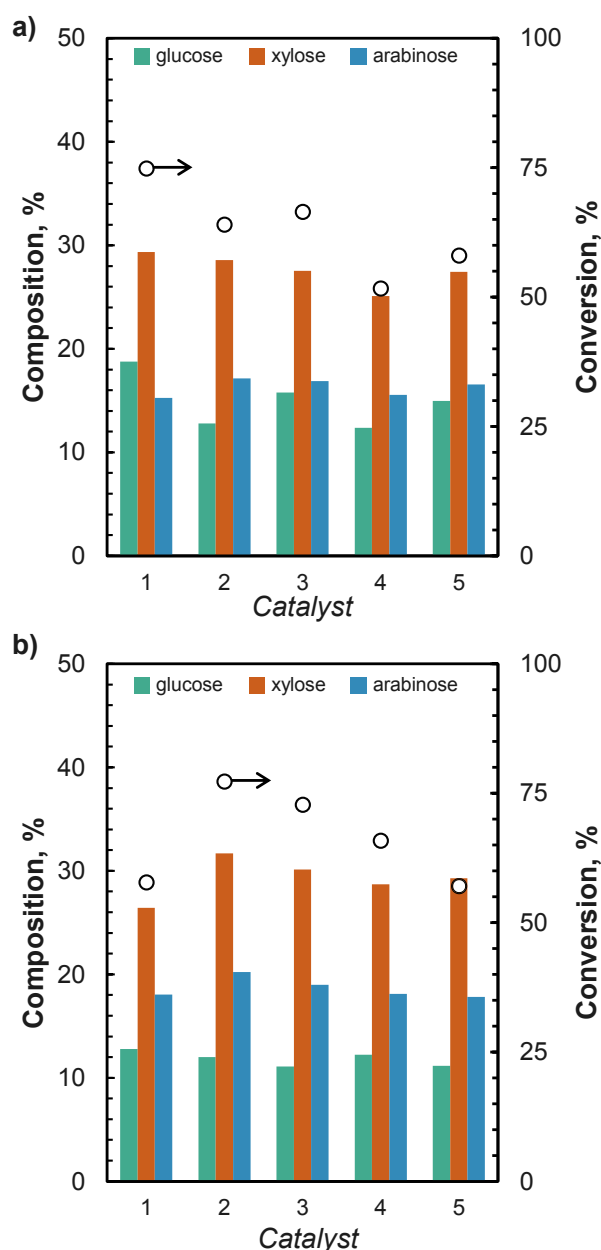 a)
50 100
glucose xylose arabinose
40
75
30
50
20
25
10
0 0
Composition, %
Conversion, %
1 2 3 4 5
Catalyst
b)
50 100
glucose xylose arabinose
40
75
30
50
20
25
10
0 0
Composition, %
Conversion, %
1 2 3 4 5
Catalyst